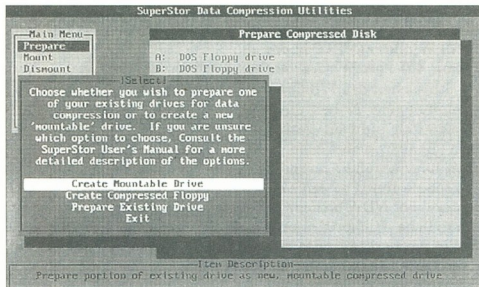 SuperStor Data Compression Utilities
Main Menu
Prepare
Mount
Dismount
Prepare Compressed Disk
A: DOS Floppy drive
B: DOS Floppy drive
[Select]
Choose whether you wish to prepare one
of your existing drives for data
compression or to create a new
'mountable' drive. If you are unsure
which option to choose, Consult the
SuperStor User's Manual for a more
detailed description of the options.
Create Mountable Drive
Create Compressed Floppy
Prepare Existing Drive
Exit
Item Description
Prepare portion of existing drive as new, mountable compressed drive